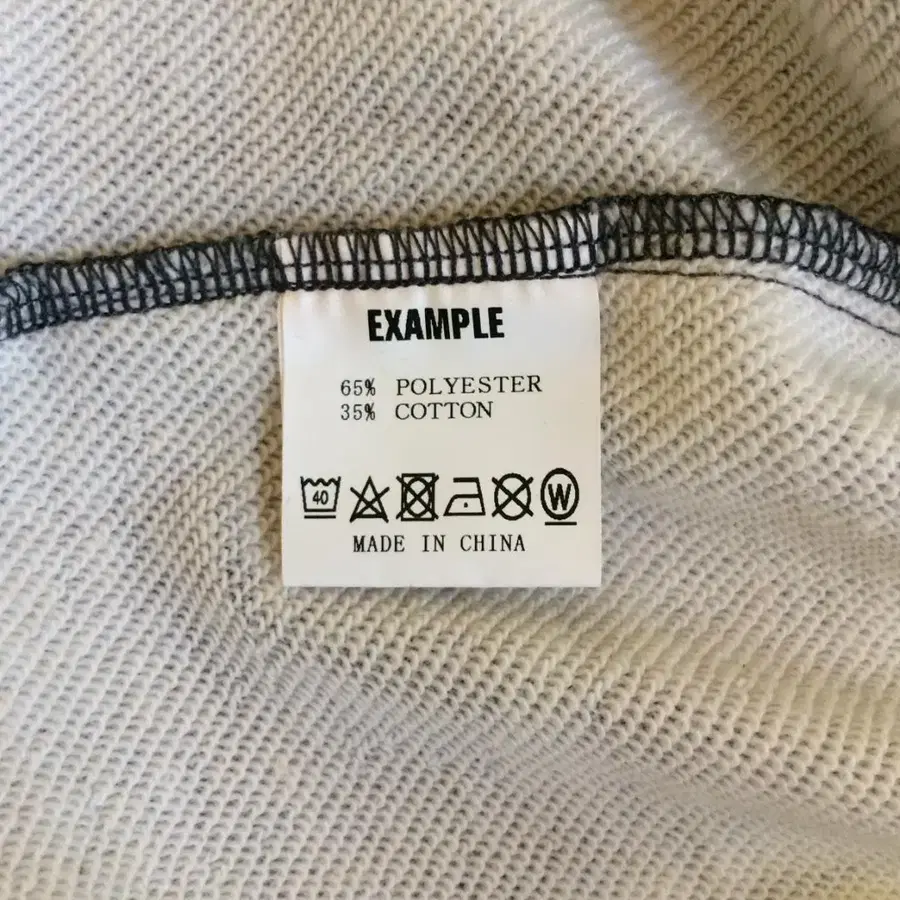 EXAMPLE
65% POLYESTER
35% COTTON
40 W
MADE IN CHINA